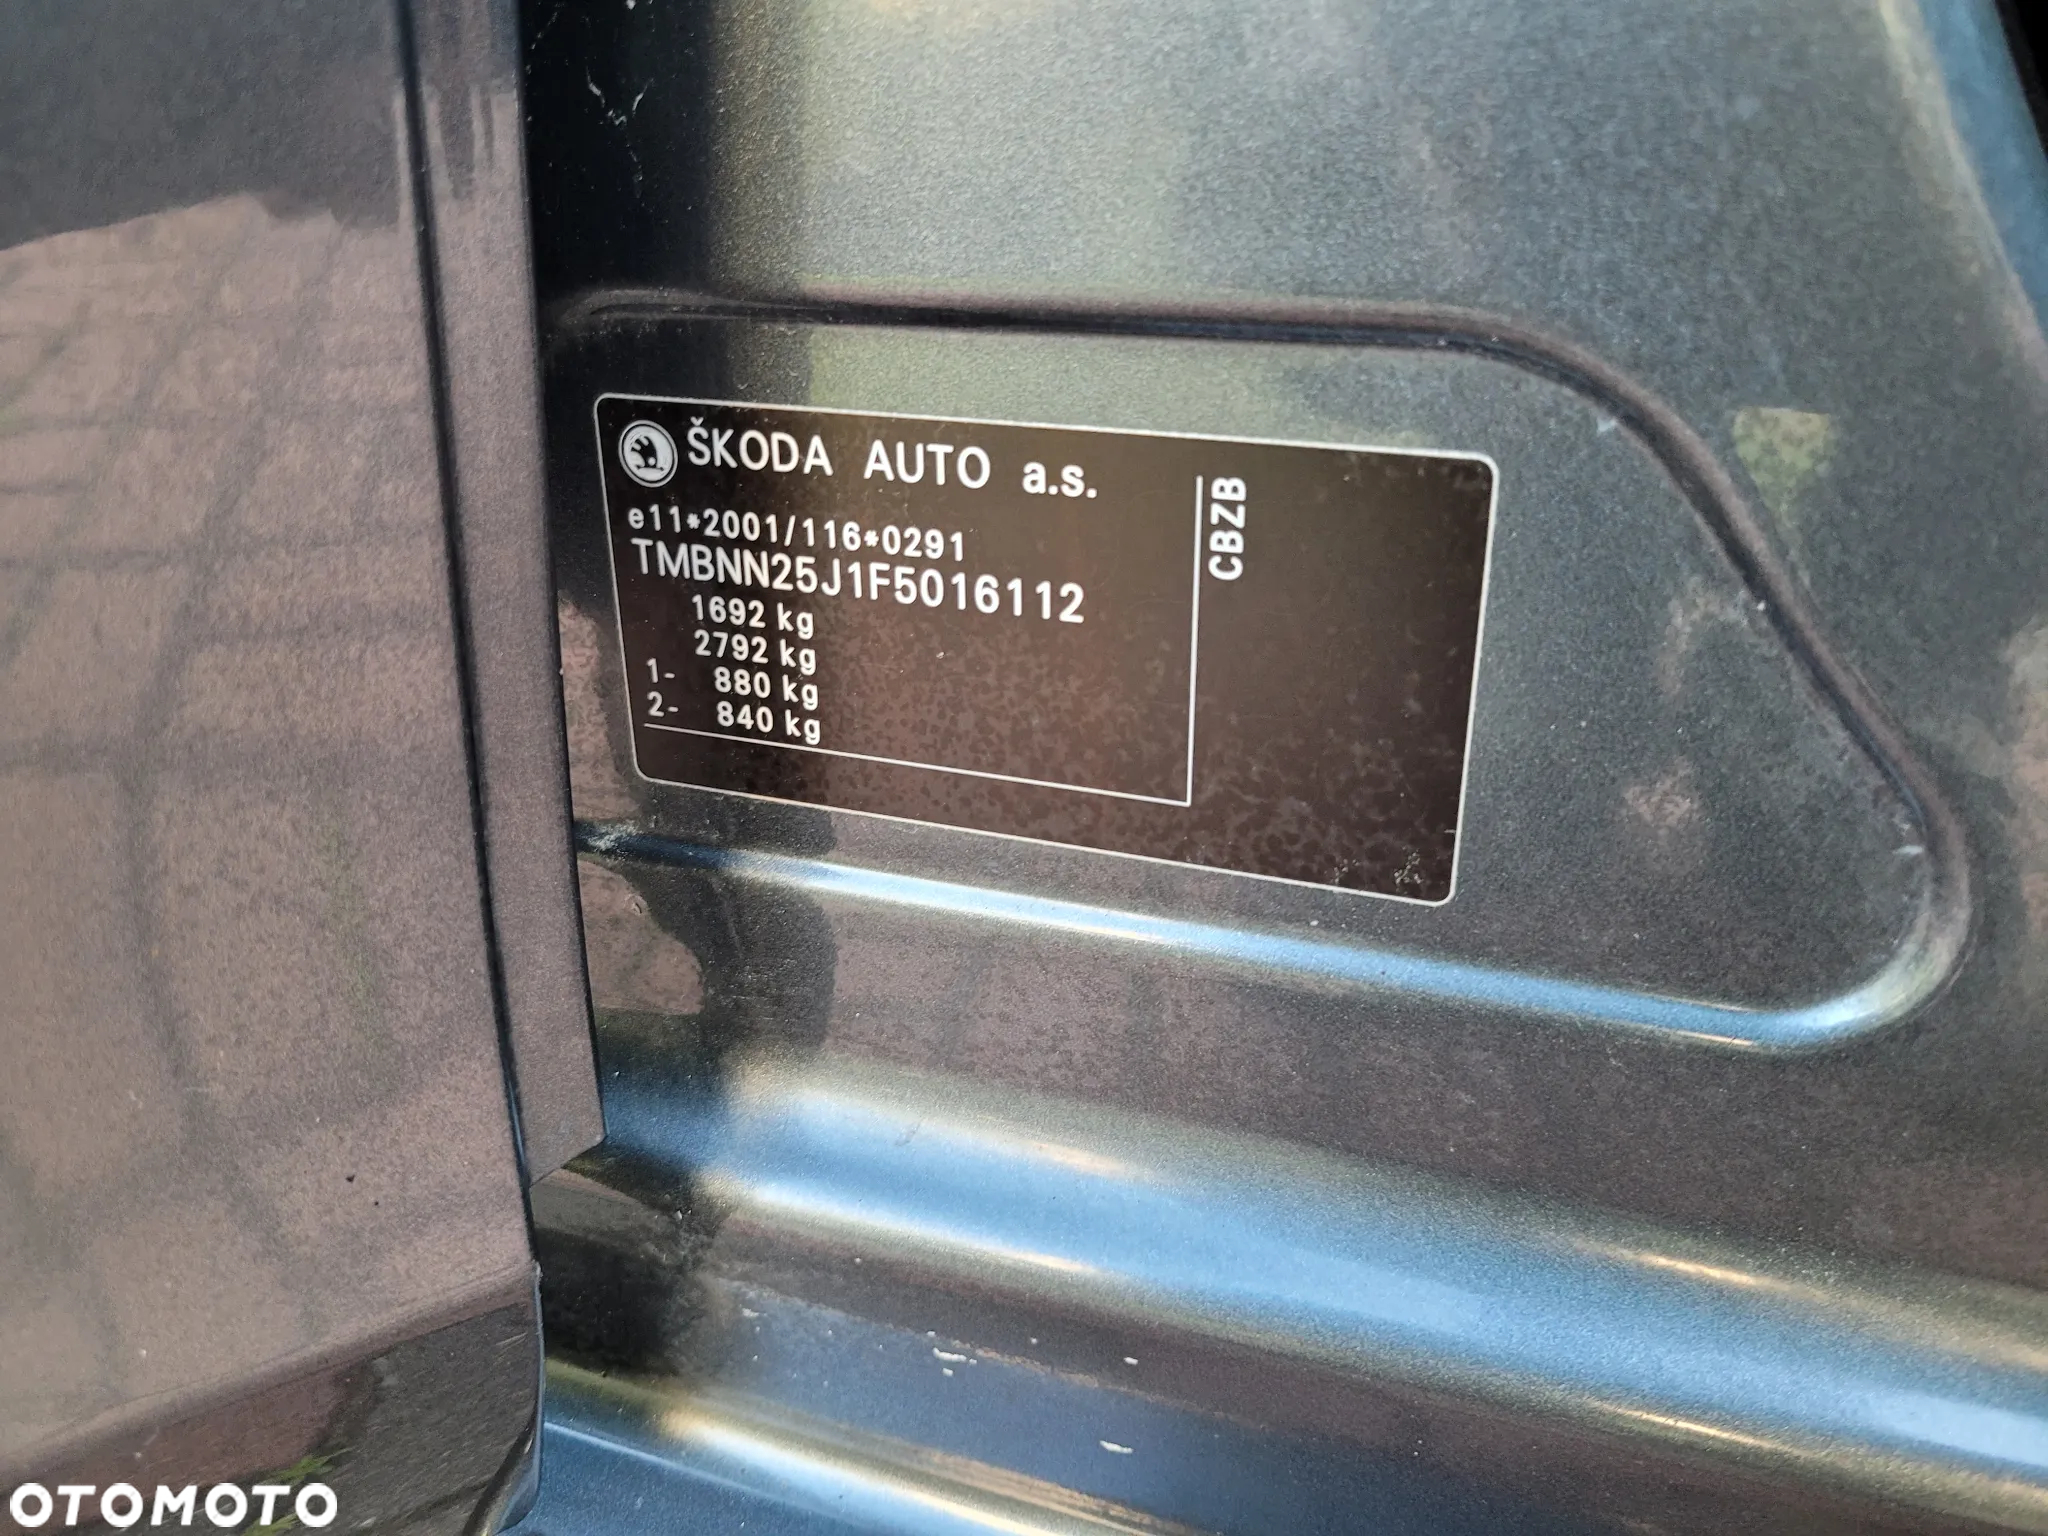 ŠKODA AUTO a.s.
e11*2001/116*0291
TMBNN25J1F5016112
1692 kg
2792 kg
1- 880 kg
2- 840 kg
CBZB
OTOMOTO